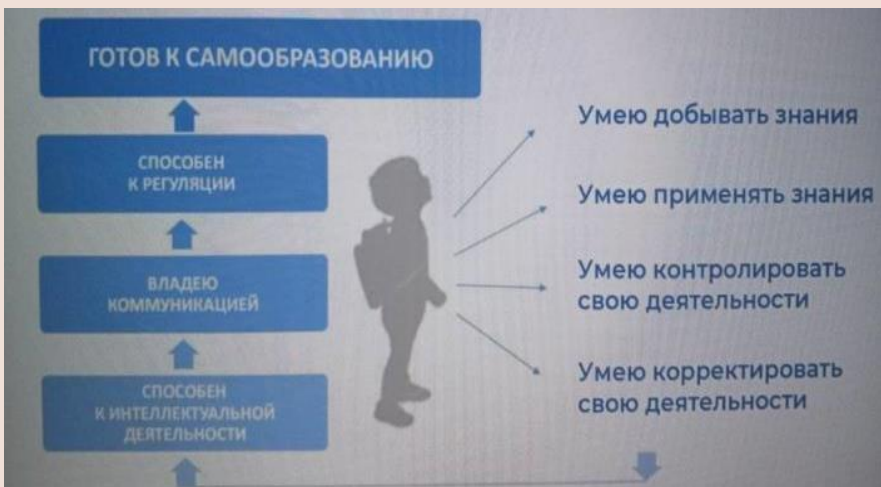 ГОТОВ К САМООБРАЗОВАНИЮ
СПОСОБЕН
К РЕГУЛЯЦИИ
ВЛАДЕЮ
КОММУНИКАЦИЕЙ
СПОСОБЕН
К ИНТЕЛЛЕКТУАЛЬНОЙ
ДЕЯТЕЛЬНОСТИ
Умею добывать знания
Умею применять знания
Умею контролировать
свою деятельности
Умею корректировать
свою деятельности